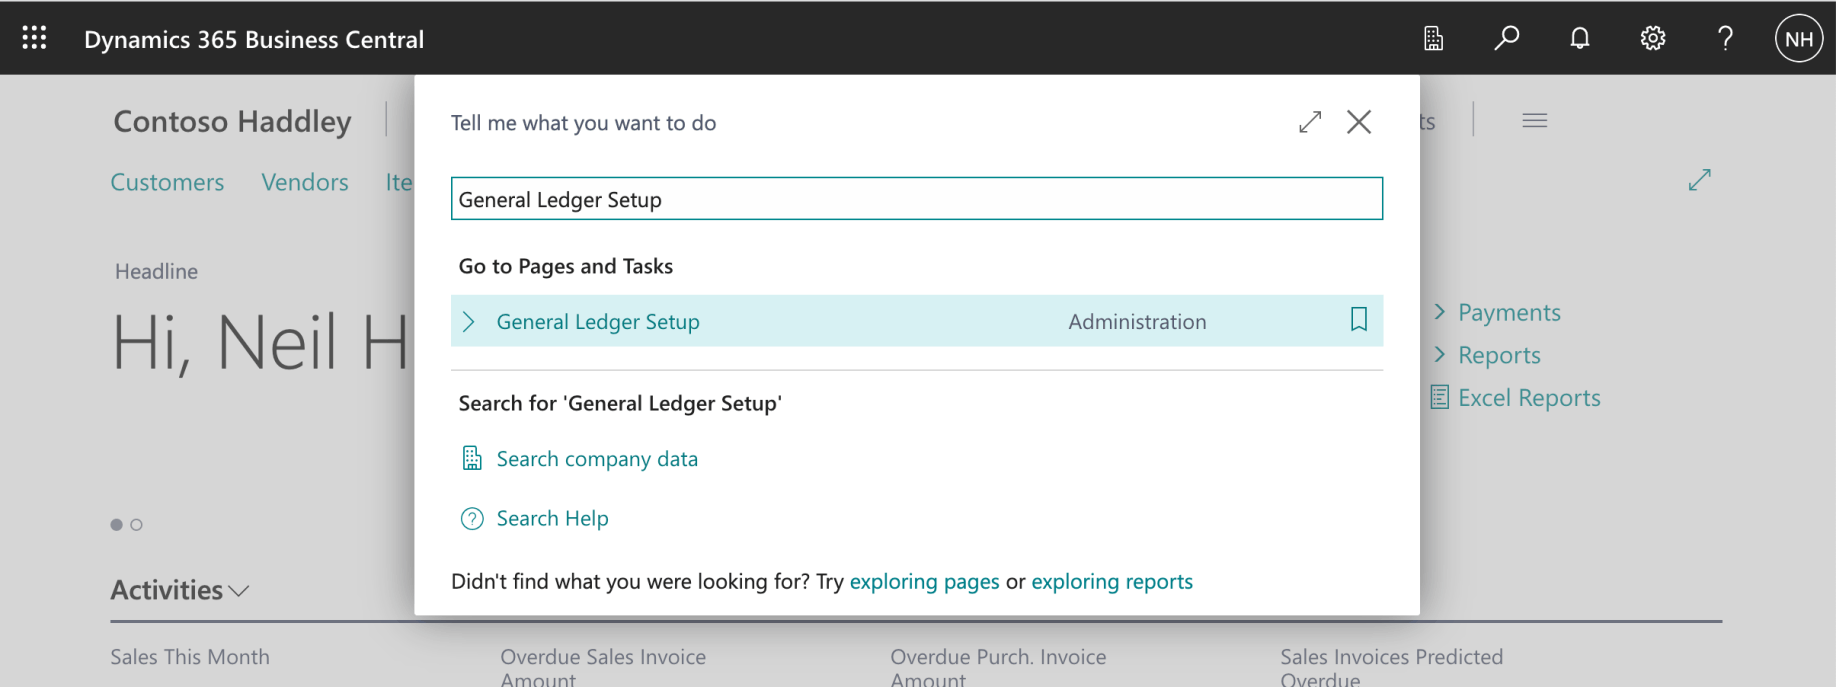 Dynamics 365 Business Central
NH
Contoso Haddley
Customers Vendors Ite
Headline
Hi, Neil H
Tell me what you want to do
General Ledger Setup
Go to Pages and Tasks
General Ledger Setup Administration
Search for 'General Ledger Setup'
Search company data
Search Help
Didn't find what you were looking for? Try exploring pages or exploring reports
ts
Payments
Reports
Excel Reports
Activities
Sales This Month
Overdue Sales Invoice
Amount
Overdue Purch. Invoice
Amount
Sales Invoices Predicted
Overdue